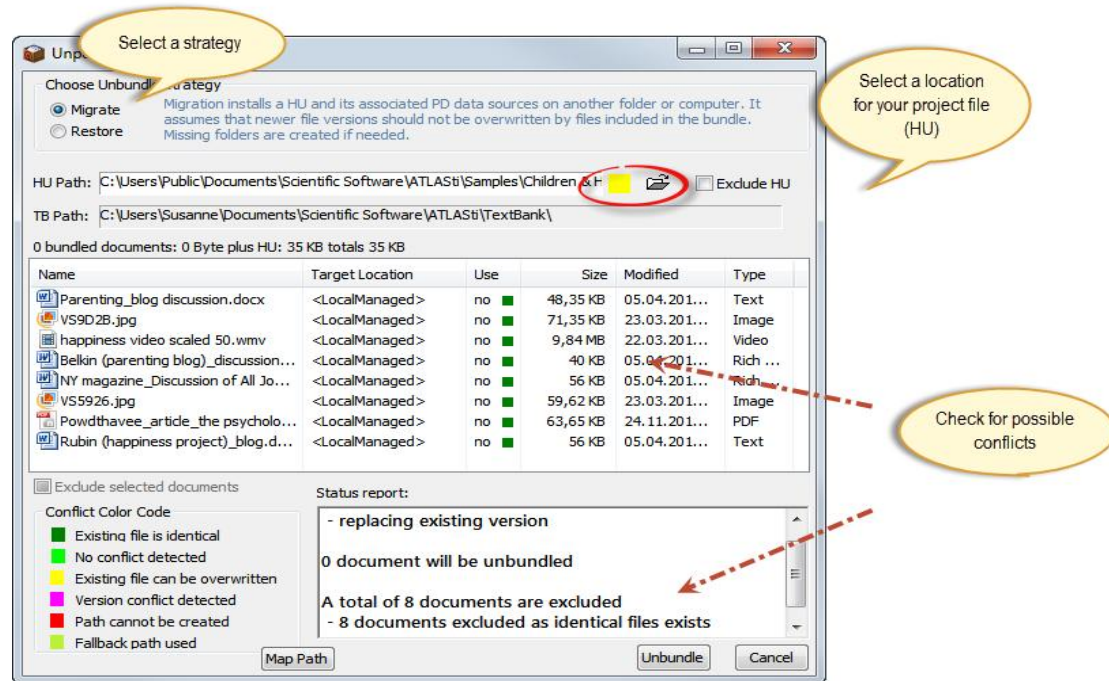 Select a strategy
Unp
Choose Unbundle Strategy
Migrate
Restore
Migration installs a HU and its associated PD data sources on another folder or computer. It
assumes that newer file versions should not be overwritten by files included in the bundle.
Missing folders are created if needed.
Select a location
for your project file
(HU)
HU Path: C:\Users\Public\Documents\Scientific Software\ATLASti\Samples\Children & H Exclude HU
TB Path: C:\Users\Susanne\Documents\Scientific Software\ATLASti\TextBank\
0 bundled documents: 0 Byte plus HU: 35 KB totals 35 KB
Name Target Location Use Size Modified Type
Parenting_blog discussion.docx <LocalManaged> no 48,35 KB 05.04.201... Text
VS9D2B.jpg <LocalManaged> no 71,35 KB 23.03.201... Image
happiness video scaled 50.wmv <LocalManaged> no 9,84 MB 22.03.201... Video
Belkin (parenting blog)_discussion... <LocalManaged> no 40 KB 05.04.201... Rich ...
NY magazine_Discussion of All Jo... <LocalManaged> no 56 KB 05.04.201... Rich ...
VS5926.jpg <LocalManaged> no 59,62 KB 23.03.201... Image
Powdthavee_article_the psycholo... <LocalManaged> no 63,65 KB 24.11.201... PDF
Rubin (happiness project)_blog.d... <LocalManaged> no 56 KB 05.04.201... Text
Check for possible
conflicts
Exclude selected documents
Conflict Color Code
Existing file is identical
No conflict detected
Existing file can be overwritten
Version conflict detected
Path cannot be created
Fallback path used
Status report:
- replacing existing version
0 document will be unbundled
A total of 8 documents are excluded
- 8 documents excluded as identical files exists
Map Path
Unbundle
Cancel